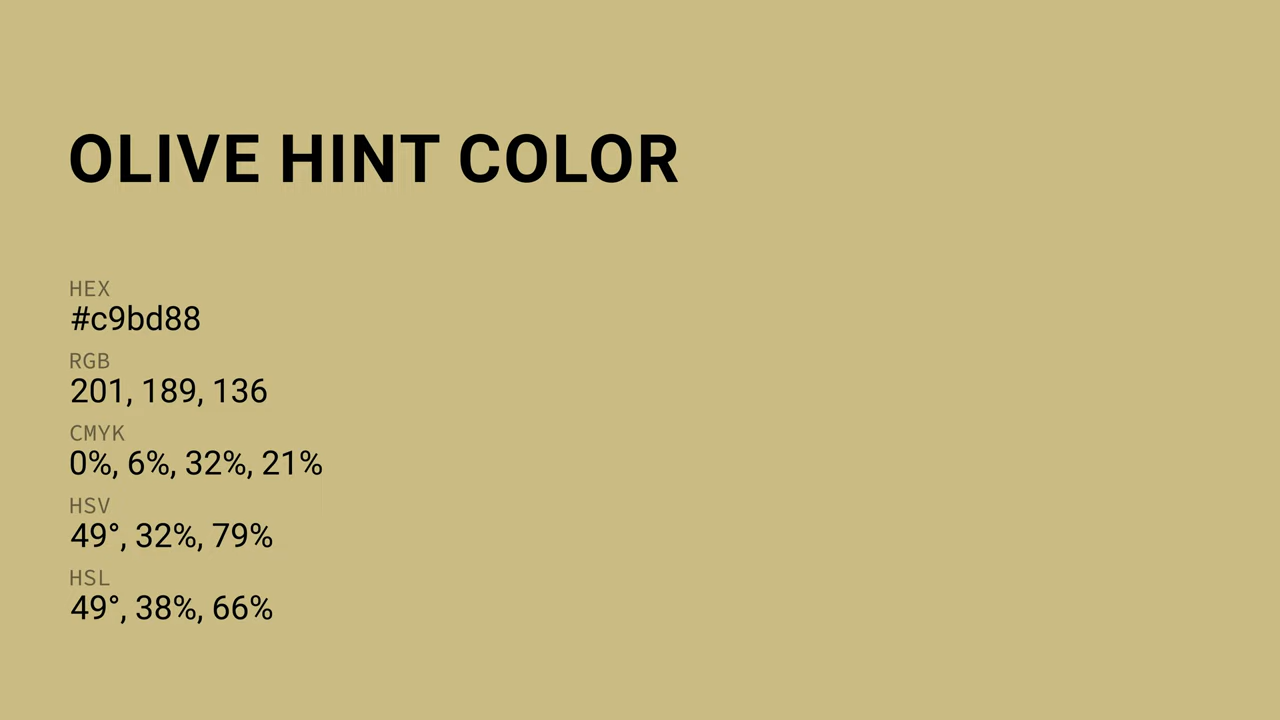 OLIVE HINT COLOR
HEX
#c9bd88
RGB
201, 189, 136
CMYK
0%, 6%, 32%, 21%
HSV
49°, 32%, 79%
HSL
49°, 38%, 66%